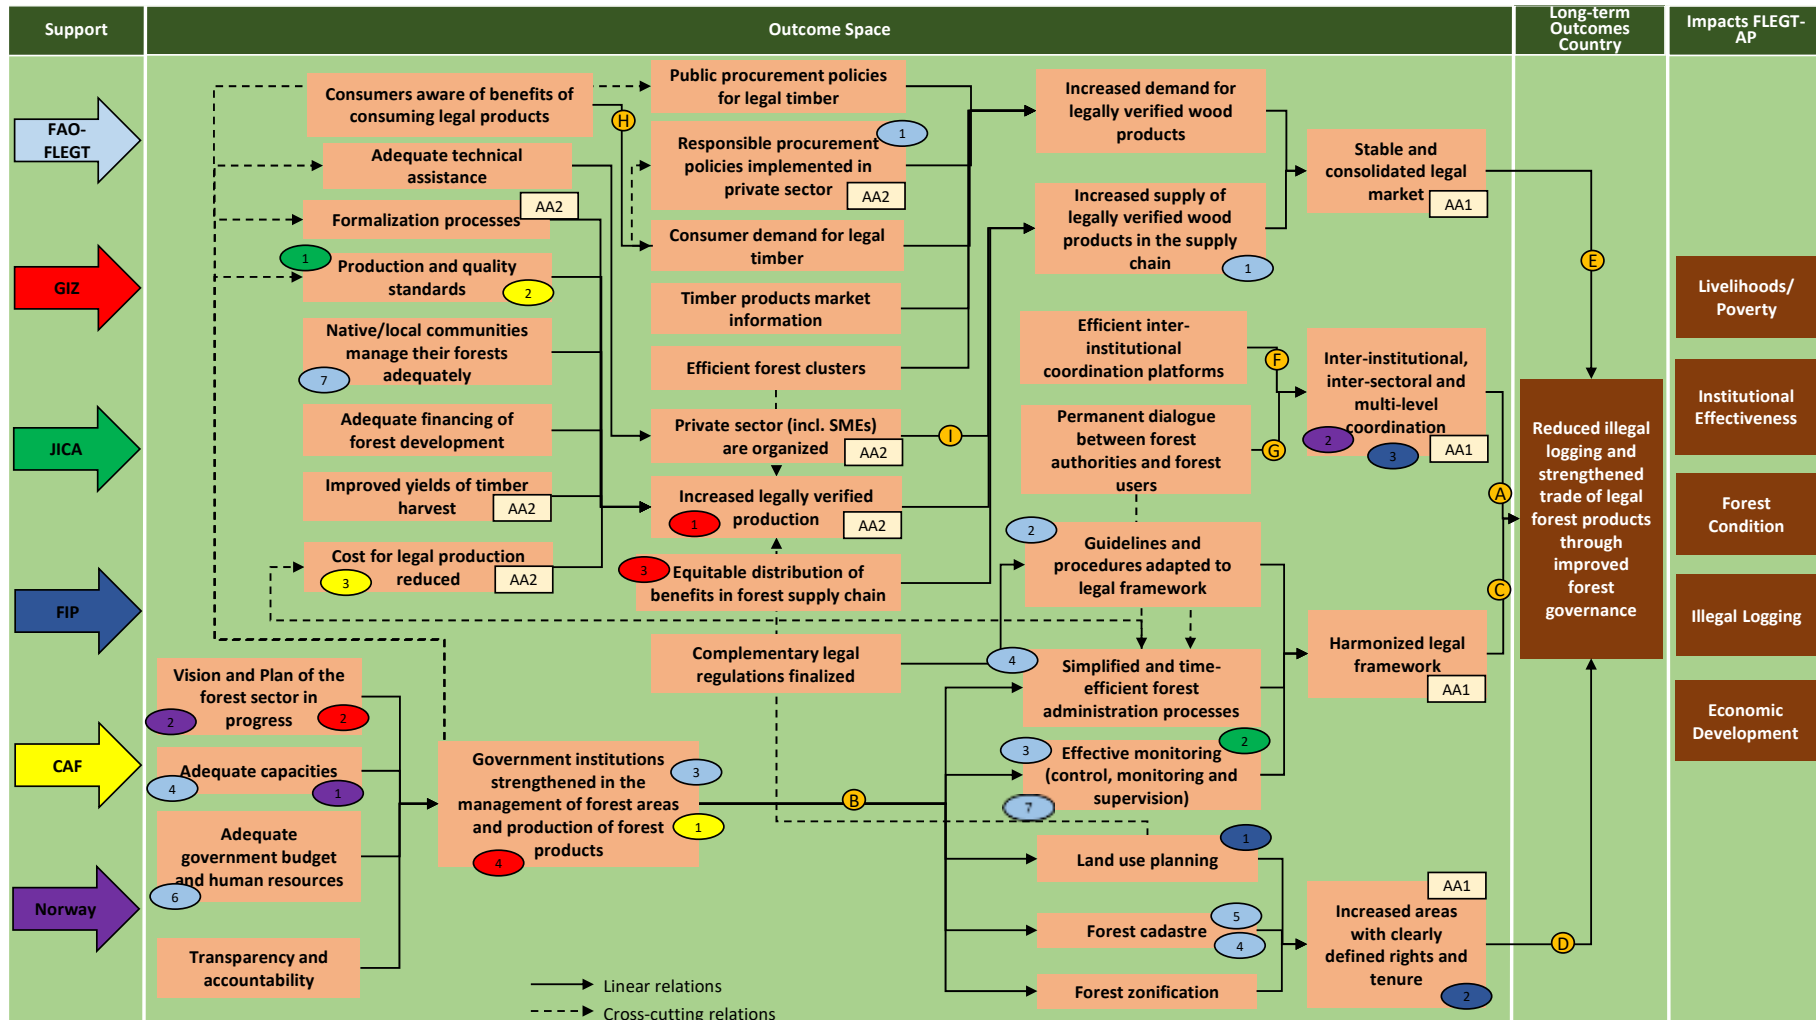 Support
Outcome Space
Long-term
Outcomes
Country
Impacts FLEGT-
AP
FAO-
FLEGT
GIZ
JICA
FIP
CAF
Norway
Consumers aware of benefits of
consuming legal products
H
Adequate technical
assistance
AA2
Formalization processes
1
Production and quality
standards
2
Native/local communities
manage their forests
adequately
7
Adequate financing of
forest development
Improved yields of timber
harvest
AA2
Cost for legal production
reduced
3
AA2
Vision and Plan of the
forest sector in
progress
2
2
Adequate capacities
4
1
Adequate
government budget
and human resources
6
Transparency and
accountability
Government institutions
strengthened in the
management of forest areas
and production of forest
products
3
1
4
B
Public procurement policies
for legal timber
1
Responsible procurement
policies implemented in
private sector
AA2
Consumer demand for legal
timber
Timber products market
information
Efficient forest clusters
Private sector (incl. SMEs)
are organized
AA2
I
Increased legally verified
production
1
AA2
3
Equitable distribution of
benefits in forest supply chain
Complementary legal
regulations finalized
Linear relations
Cross-cutting relations
Increased demand for
legally verified wood
products
Increased supply of
legally verified wood
products in the supply
chain
1
Efficient inter-
institutional
coordination platforms
F
Permanent dialogue
between forest
authorities and forest
users
G
2
Guidelines and
procedures adapted to
legal framework
4
Simplified and time-
efficient forest
administration processes
2
3
Effective monitoring
(control, monitoring and
supervision)
7
1
Land use planning
5
Forest cadastre
4
Forest zonification
Stable and
consolidated legal
market
AA1
E
Inter-institutional,
inter-sectoral and
multi-level
coordination
2
3
AA1
A
C
Harmonized legal
framework
AA1
AA1
Increased areas
with clearly
defined rights and
tenure
2
D
Reduced illegal
logging and
strengthened
trade of legal
forest products
through
improved
forest
governance
Livelihoods/
Poverty
Institutional
Effectiveness
Forest
Condition
Illegal Logging
Economic
Development